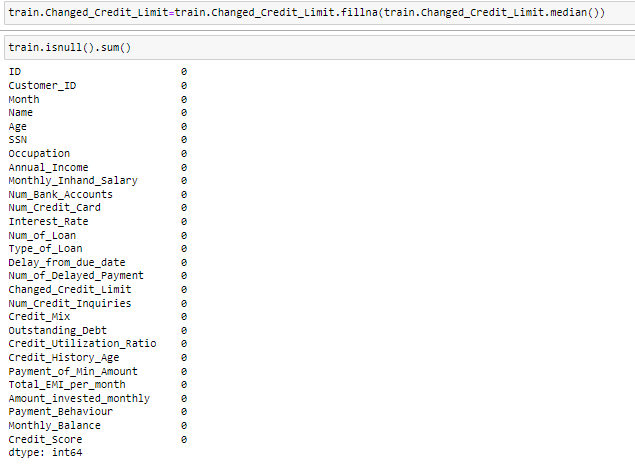 train.Changed_Credit_Limit=train.Changed_Credit_Limit.fillna(train.Changed_Credit_Limit.median())
train.isnull().sum()
ID 0
Customer_ID 0
Month 0
Name 0
Age 0
SSN 0
Occupation 0
Annual_Income 0
Monthly_Inhand_Salary 0
Num_Bank_Accounts 0
Num_Credit_Card 0
Interest_Rate 0
Num_of_Loan 0
Type_of_Loan 0
Delay_from_due_date 0
Num_of_Delayed_Payment 0
Changed_Credit_Limit 0
Num_Credit_Inquiries 0
Credit_Mix 0
Outstanding_Debt 0
Credit_Utilization_Ratio 0
Credit_History_Age 0
Payment_of_Min_Amount 0
Total_EMI_per_month 0
Amount_invested_monthly 0
Payment_Behaviour 0
Monthly_Balance 0
Credit_Score 0
dtype: int64